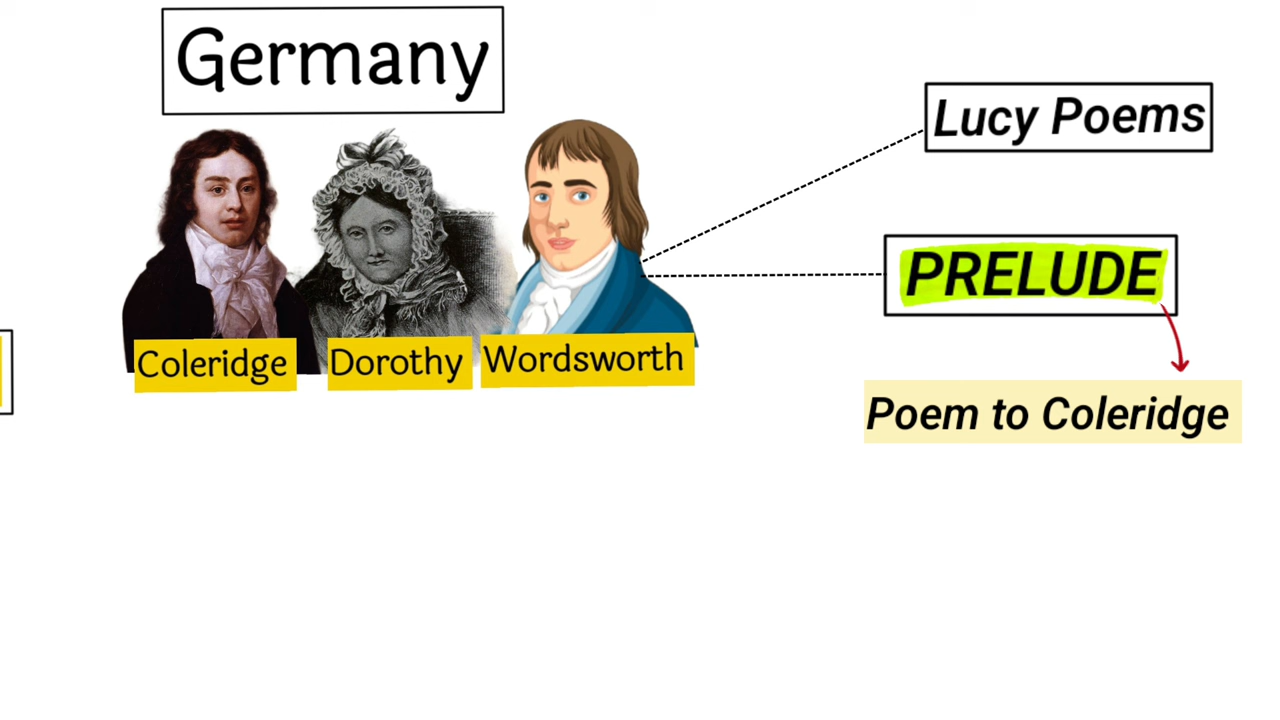 Germany
Lucy Poems
PRELUDE
Coleridge
Dorothy
Wordsworth
Poem to Coleridge